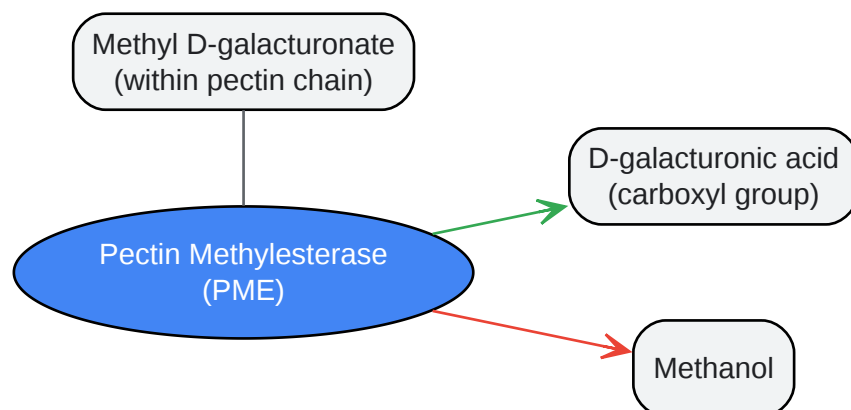 Methyl D-galacturonate
(within pectin chain)
D-galacturonic acid
(carboxyl group)
Pectin Methylesterase
(PME)
Methanol